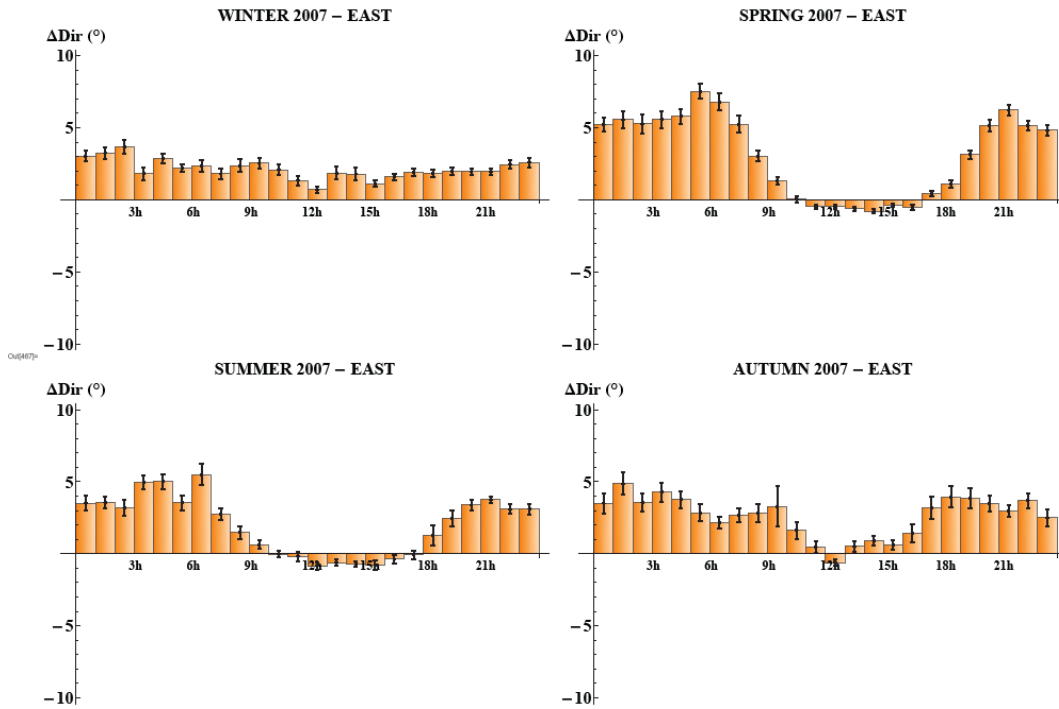 WINTER 2007 – EAST
ΔDir (°)
10
5
3h 6h 9h 12h 15h 18h 21h
−5
−10
SPRING 2007 – EAST
ΔDir (°)
10
5
3h 6h 9h 12h 15h 18h 21h
−5
−10
Out[467]=
SUMMER 2007 – EAST
ΔDir (°)
10
5
3h 6h 9h 12h 15h 18h 21h
−5
−10
AUTUMN 2007 – EAST
ΔDir (°)
10
5
3h 6h 9h 12h 15h 18h 21h
−5
−10